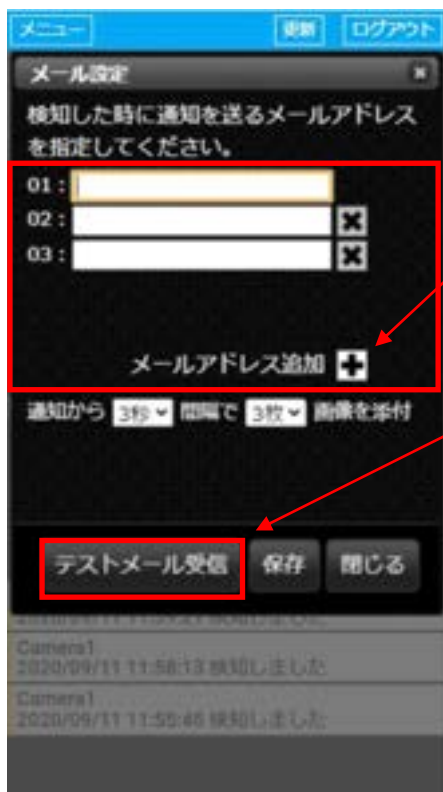 メニュー 更新 ログアウト
メール設定
検知した時に通知を送るメールアドレス
を指定してください。
01：
02：
03：
メールアドレス追加
通知から 3秒 間隔で 3枚 画像を添付
テストメール受信 保存 閉じる
Camera1
2020/09/11 11:56:13 検知しました
Camera1
2020/09/11 11:55:46 検知しました